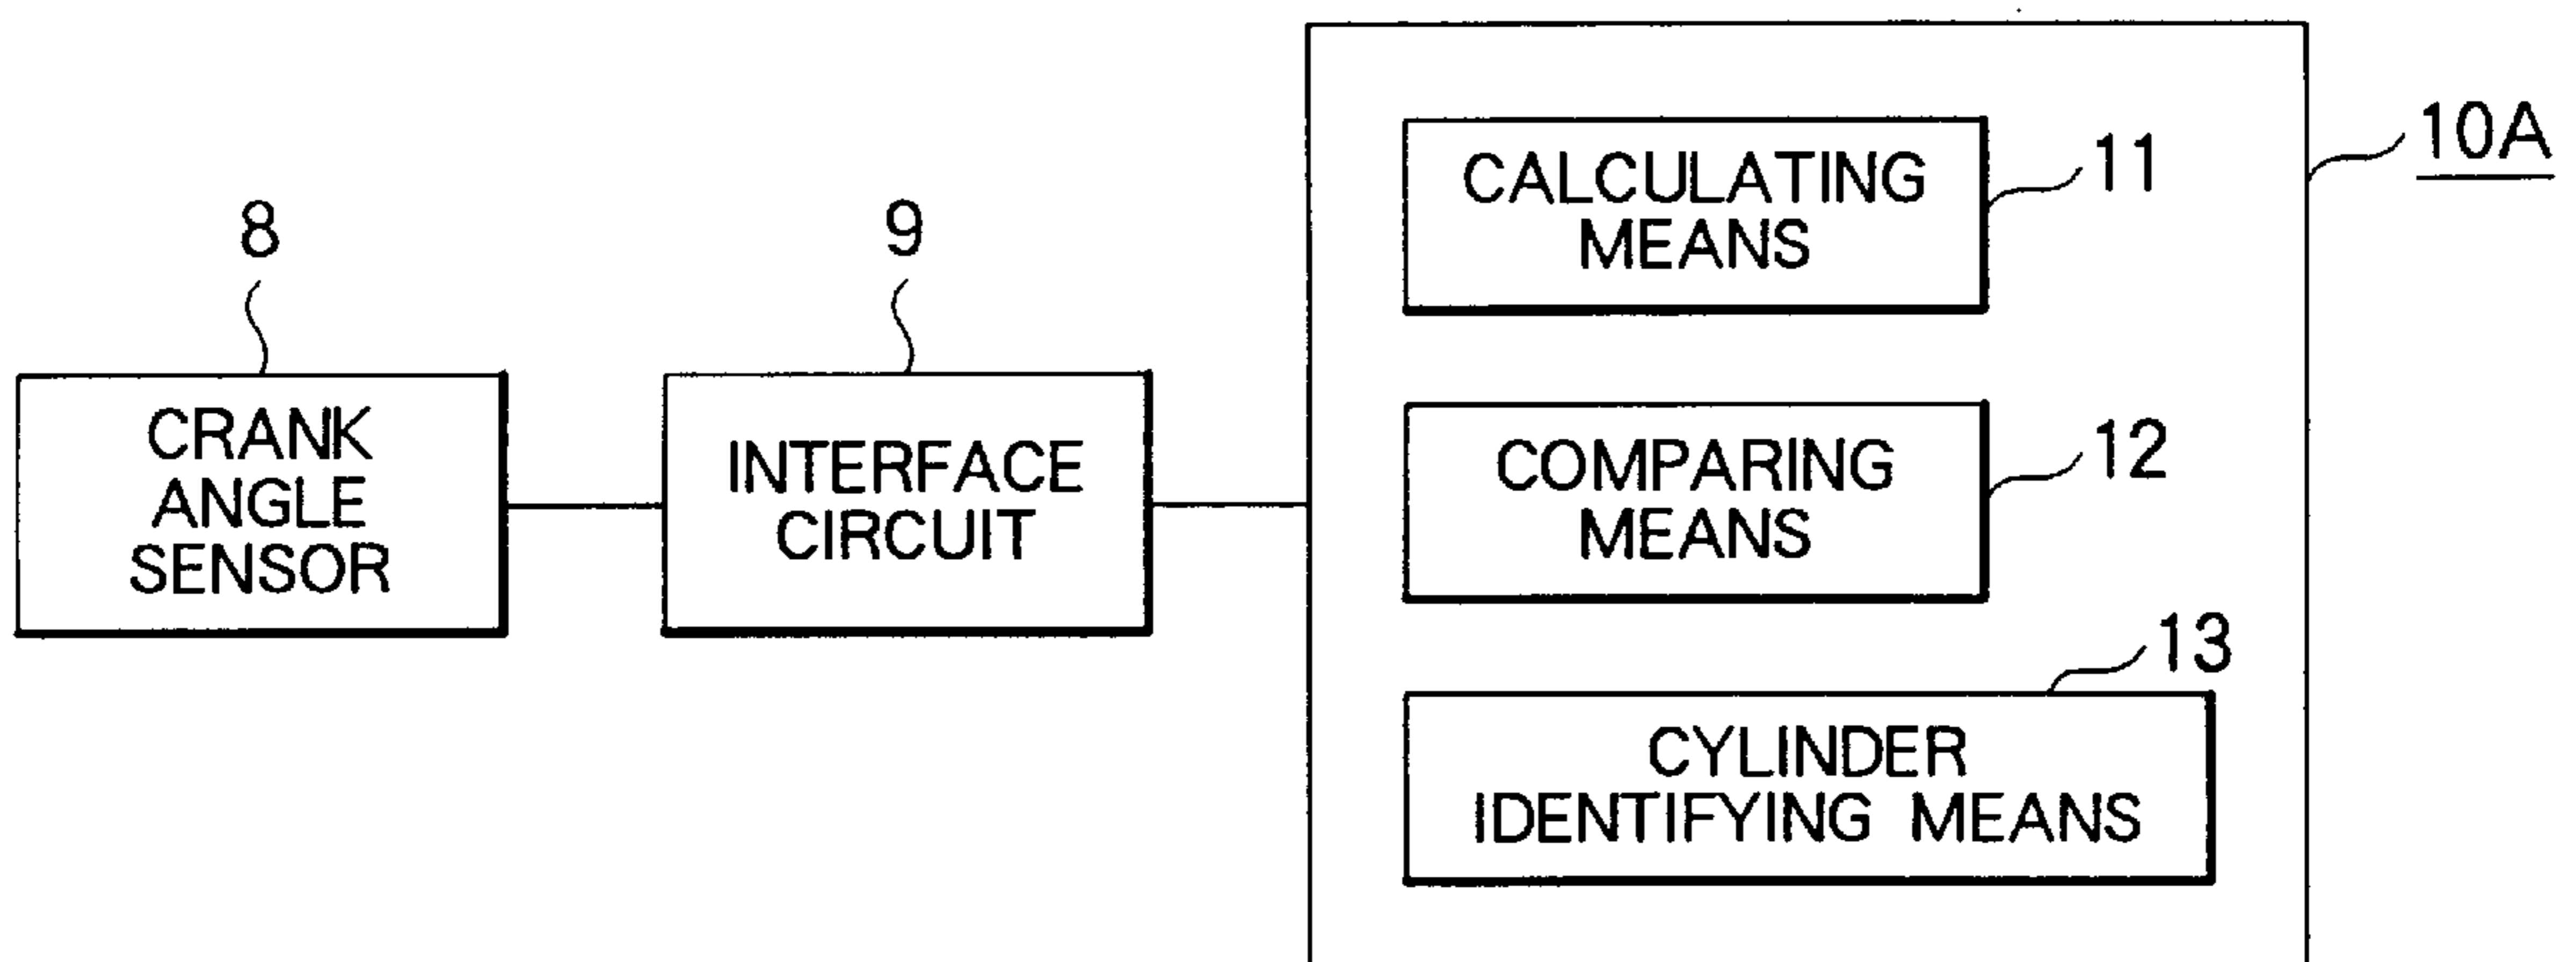 8
CRANK
ANGLE
SENSOR
9
INTERFACE
CIRCUIT
10A
11
CALCULATING
MEANS
12
COMPARING
MEANS
13
CYLINDER
IDENTIFYING MEANS